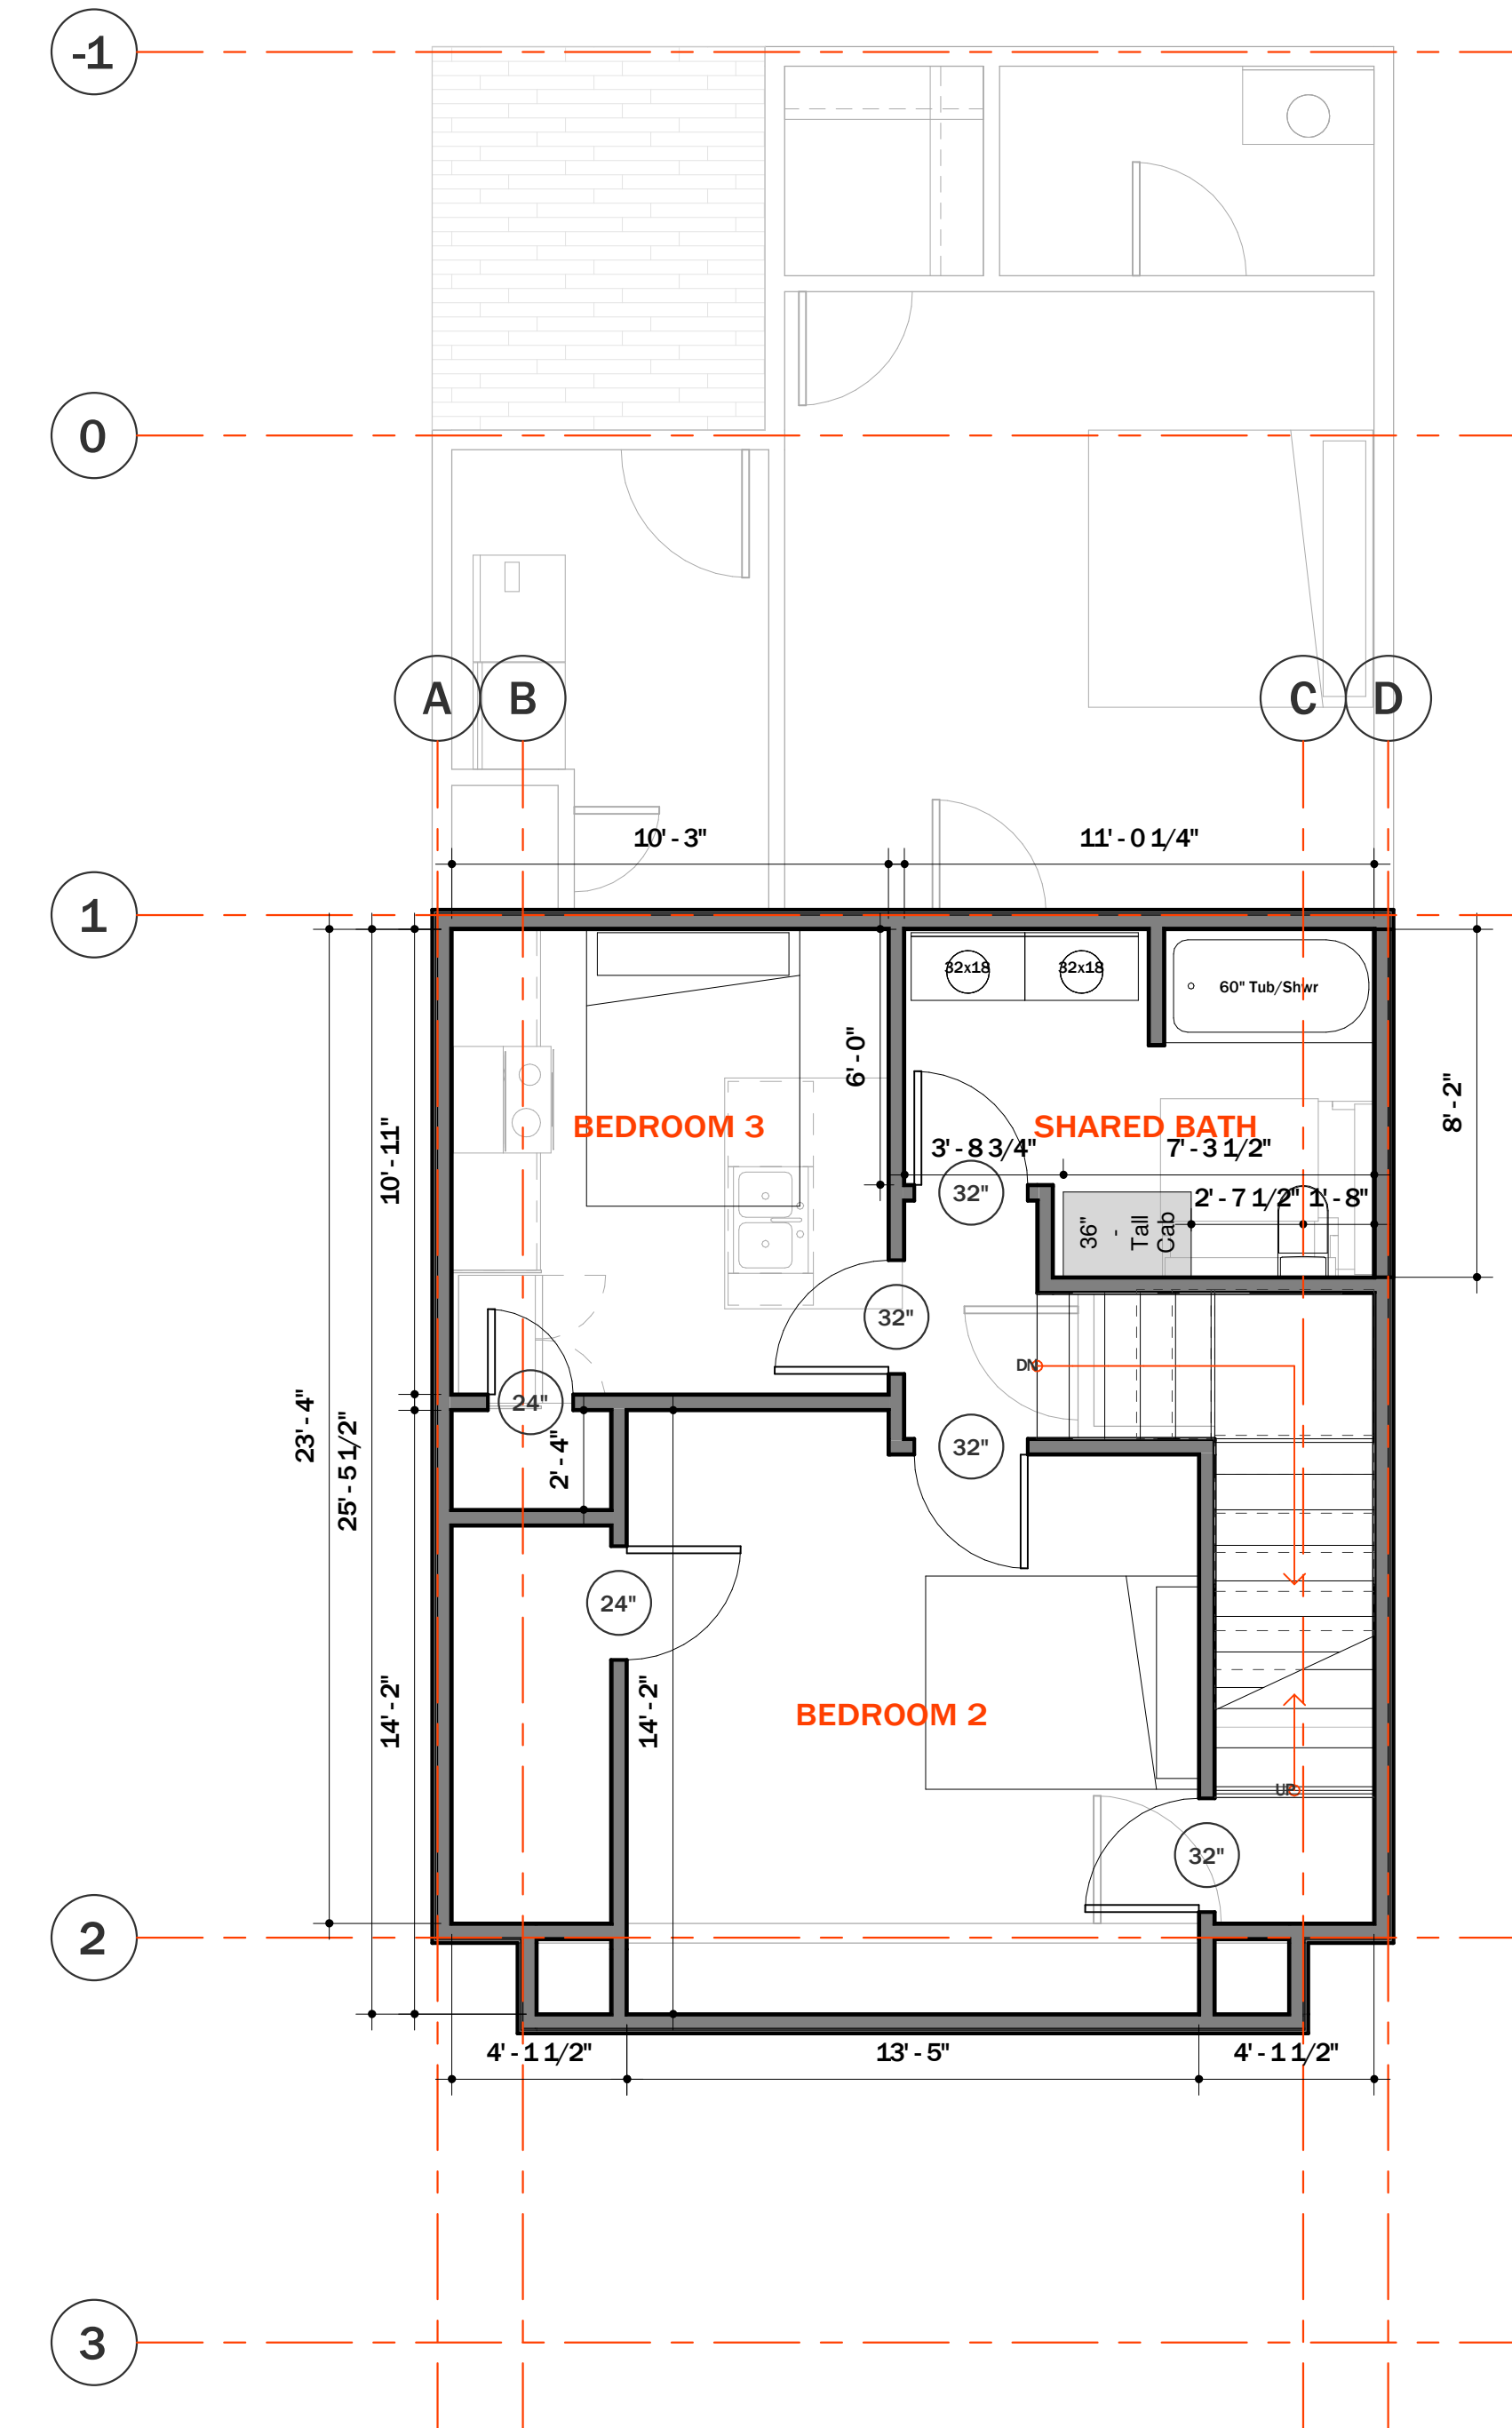 -1
0
A
B
C
D
10'-3"
11'-0 1/4"
1
32x18
32x18
60" Tub/Shwr
6'-0"
8'-2"
10'-11"
BEDROOM 3
SHARED BATH
3'-8 3/4"
7'-3 1/2"
32"
2'-7 1/2"
1'-8"
36"
-
Tall
Cab
32"
DN
24"
23'-4"
25'-5 1/2"
2'-4"
32"
24"
14'-2"
14'-2"
BEDROOM 2
UP
32"
2
4'-1 1/2"
13'-5"
4'-1 1/2"
3